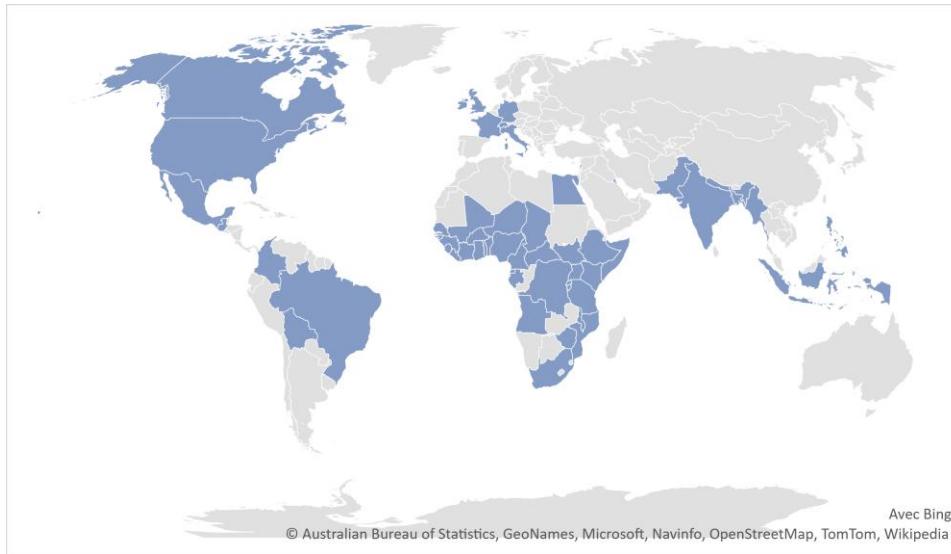 Avec Bing
© Australian Bureau of Statistics, GeoNames, Microsoft, Navinfo, OpenStreetMap, TomTom, Wikipedia